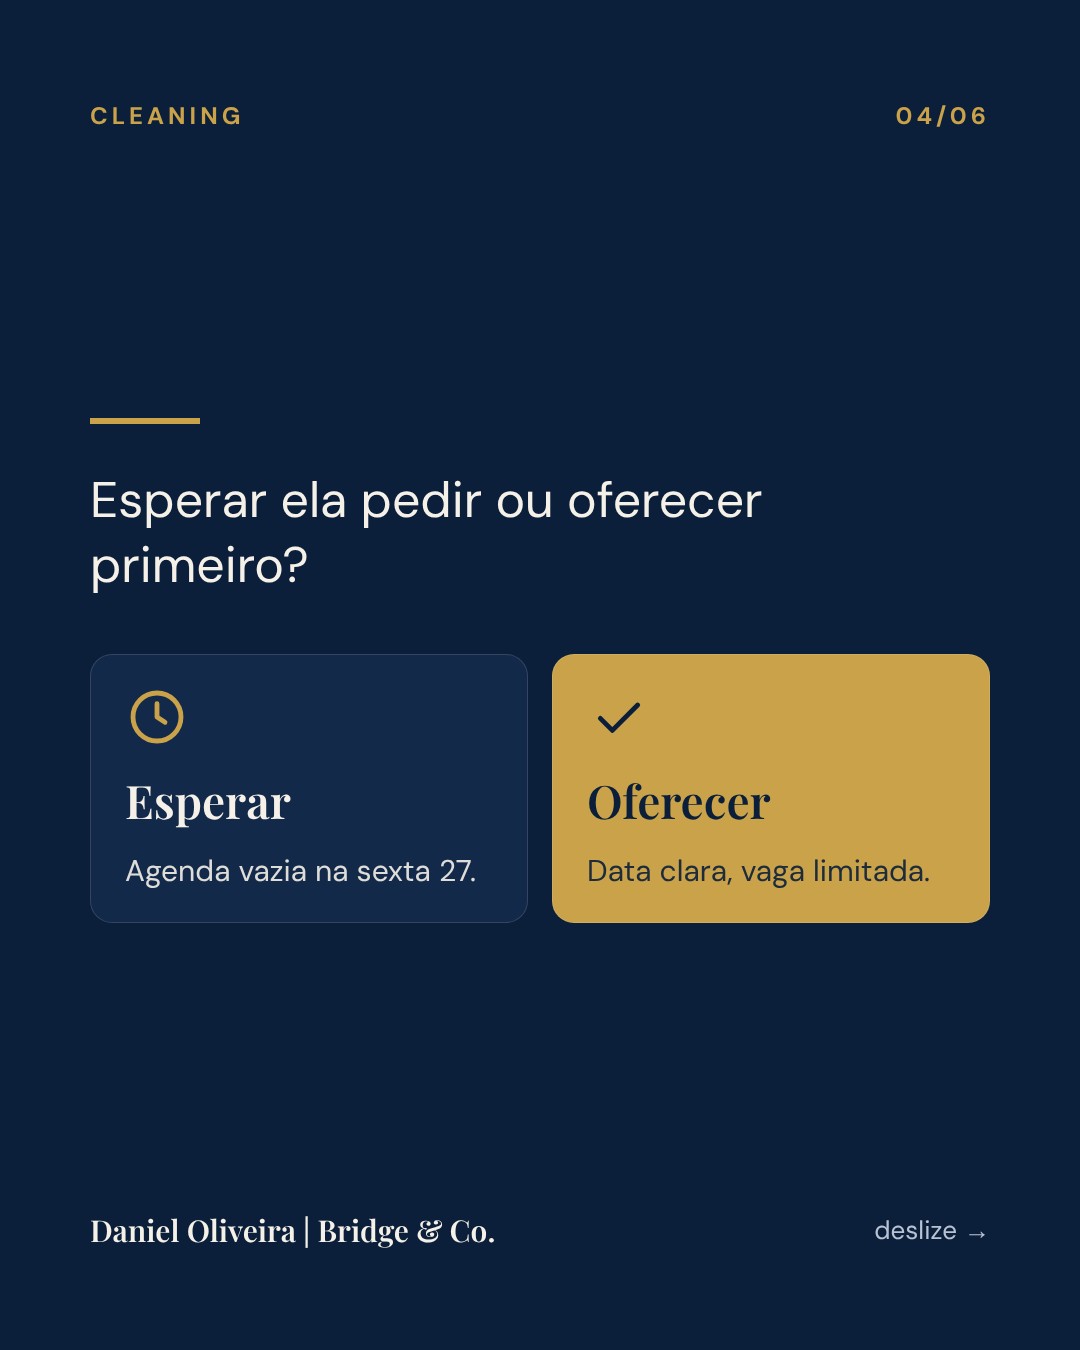 CLEANING
04/06
Esperar ela pedir ou oferecer
primeiro?
Esperar
Agenda vazia na sexta 27.
Oferecer
Data clara, vaga limitada.
Daniel Oliveira | Bridge & Co.
deslize →